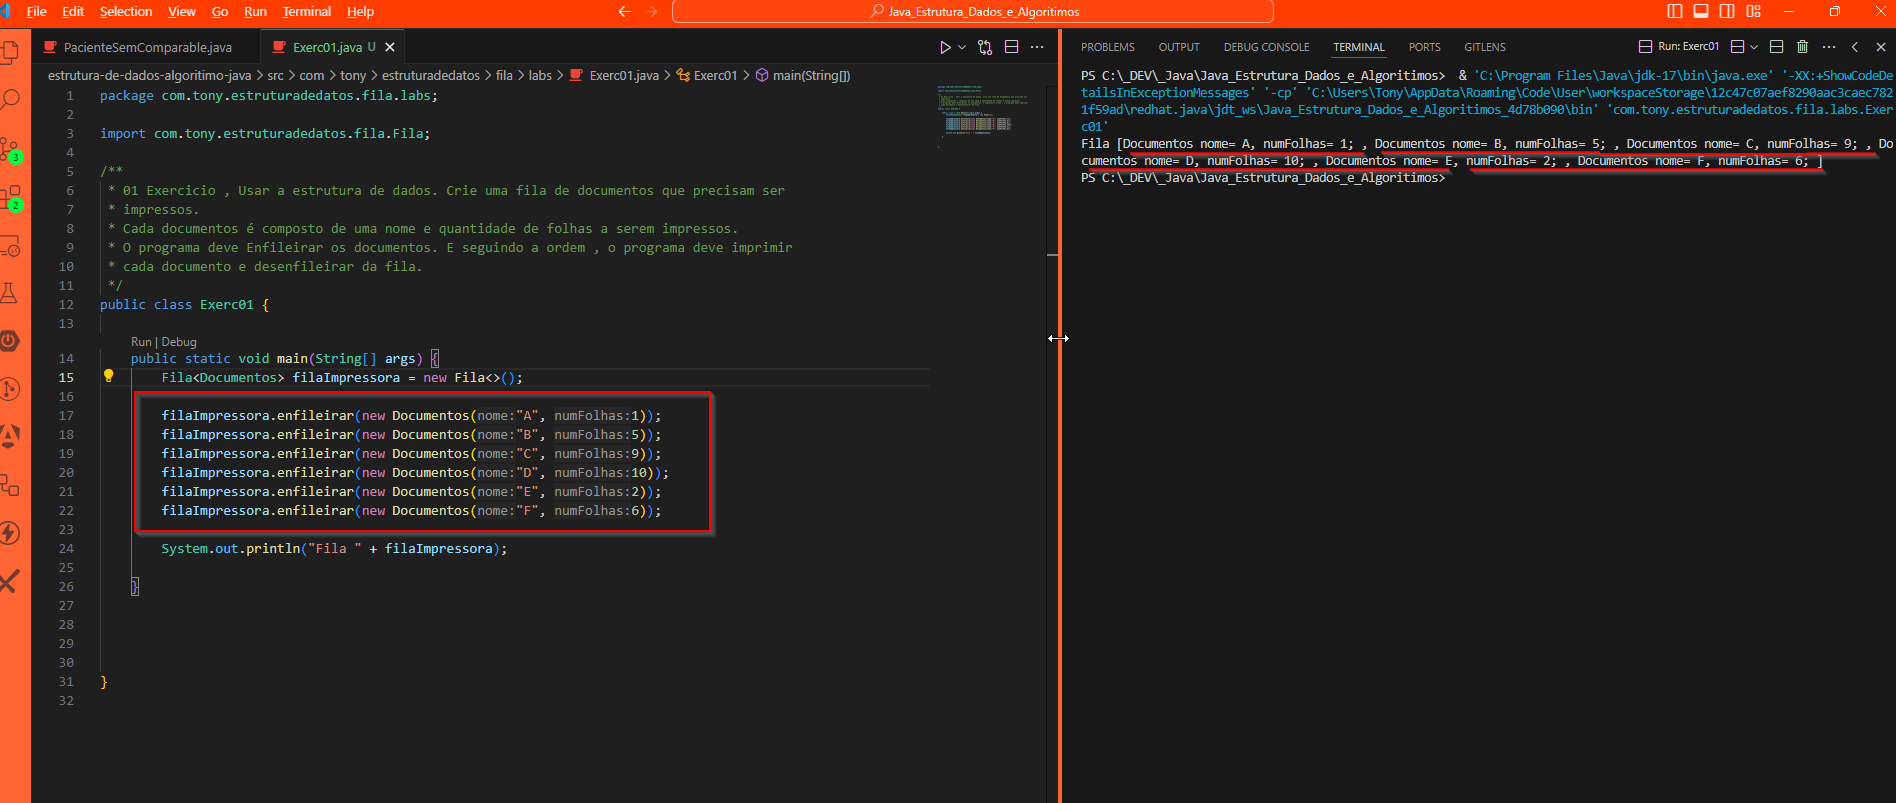 File Edit Selection View Go Run Terminal Help
Java_Estrutura_Dados_e_Algoritimos
PacienteSemComparable.java
Exerc01.java U
estrutura-de-dados-algoritimo-java > src > com > tony > estruturadedatos > fila > labs > Exerc01.java > Exerc01 > main(String[])
1 package com.tony.estruturadedatos.fila.labs;
2
3 import com.tony.estruturadedatos.fila.Fila;
4
5 /**
6 * 01 Exercicio , Usar a estrutura de dados. Crie uma fila de documentos que precisam ser
7 * impressos.
8 * Cada documentos é composto de uma nome e quantidade de folhas a serem impressos.
9 * O programa deve Enfileirar os documentos. E seguindo a ordem , o programa deve imprimir
10 * cada documento e desenfileirar da fila.
11 */
12 public class Exerc01 {
13
Run | Debug
14 public static void main(String[] args) {
15 Fila<Documentos> filaImpressora = new Fila<>();
16
17 filaImpressora.enfileirar(new Documentos(nome:"A", numFolhas:1));
18 filaImpressora.enfileirar(new Documentos(nome:"B", numFolhas:5));
19 filaImpressora.enfileirar(new Documentos(nome:"C", numFolhas:9));
20 filaImpressora.enfileirar(new Documentos(nome:"D", numFolhas:10));
21 filaImpressora.enfileirar(new Documentos(nome:"E", numFolhas:2));
22 filaImpressora.enfileirar(new Documentos(nome:"F", numFolhas:6));
23
24 System.out.println("Fila " + filaImpressora);
25
26 }
27
28
29
30
31 }
32
3
2
PROBLEMS OUTPUT DEBUG CONSOLE TERMINAL PORTS GITLENS
Run: Exerc01
PS C:\_DEV\_Java\Java_Estrutura_Dados_e_Algoritimos> & 'C:\Program Files\Java\jdk-17\bin\java.exe' '-XX:+ShowCodeDe
tailsInExceptionMessages' '-cp' 'C:\Users\Tony\AppData\Roaming\Code\User\workspaceStorage\12c47c07aef8290aac3caec782
1f59ad\redhat.java\jdt_ws\Java_Estrutura_Dados_e_Algoritimos_4d78b090\bin' 'com.tony.estruturadedatos.fila.labs.Exer
c01'
Fila [Documentos nome= A, numFolhas= 1; , Documentos nome= B, numFolhas= 5; , Documentos nome= C, numFolhas= 9; , Do
cumentos nome= D, numFolhas= 10; , Documentos nome= E, numFolhas= 2; , Documentos nome= F, numFolhas= 6; ]
PS C:\_DEV\_Java\Java_Estrutura_Dados_e_Algoritimos>